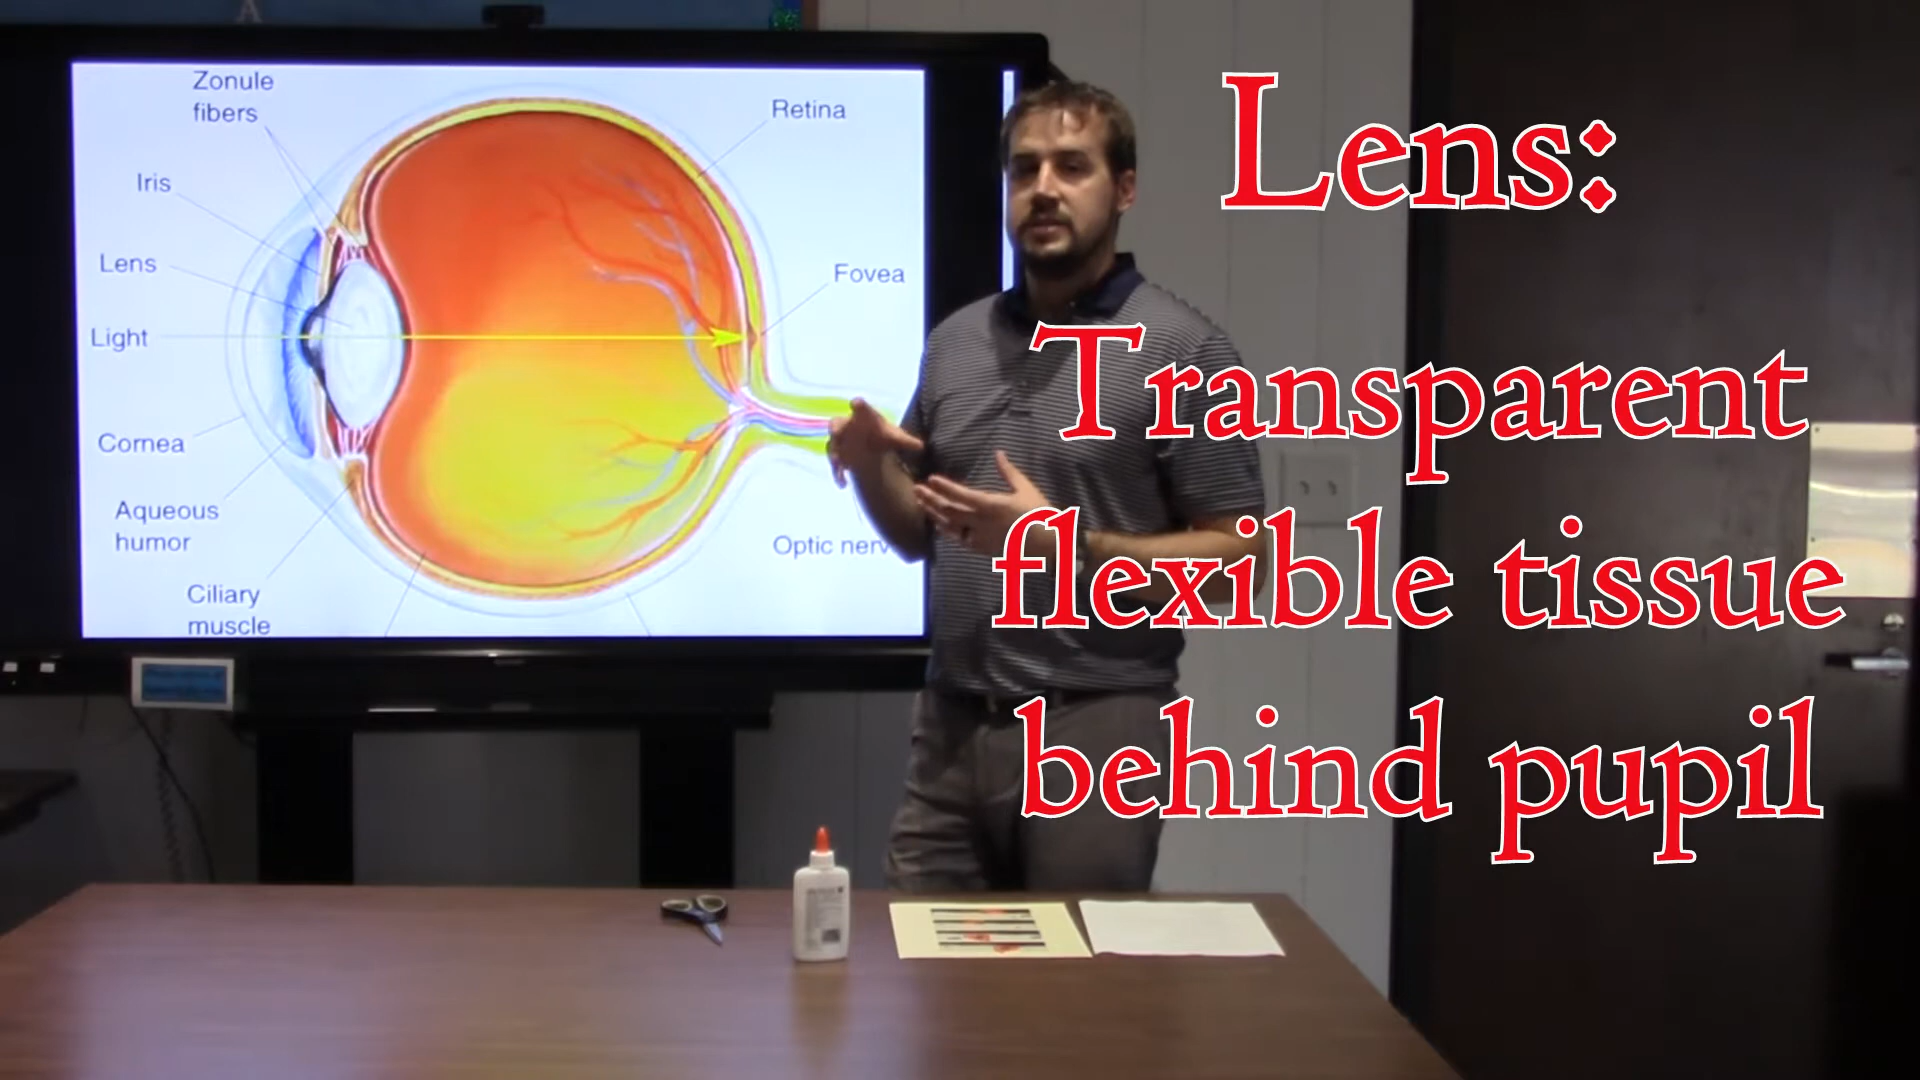 Zonule
fibers
Retina
Iris
Lens
Fovea
Light
Cornea
Aqueous
humor
Optic nerv
Ciliary
muscle
Lens:
Transparent
flexible tissue
behind pupil